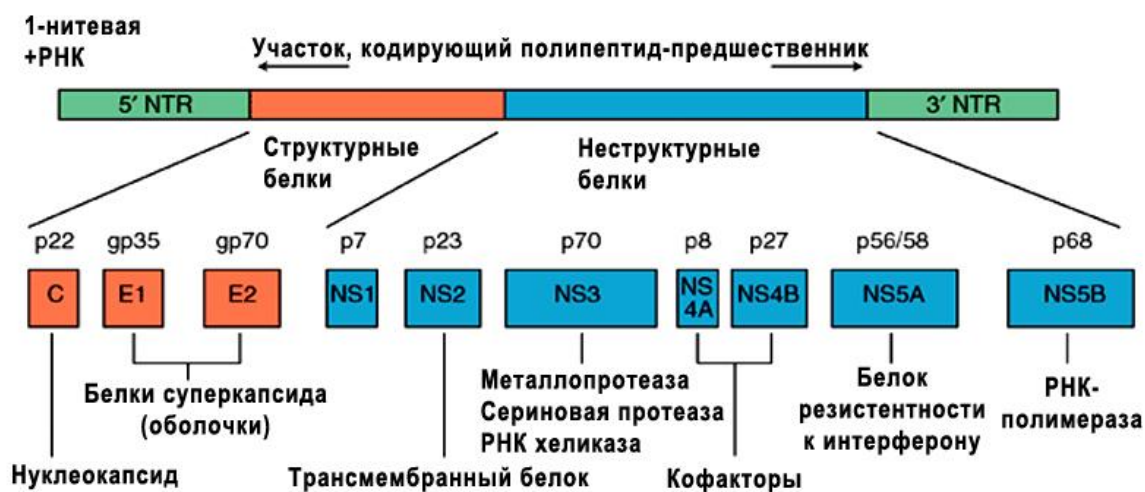 1-нитевая
+РНК
Участок, кодирующий полипептид-предшественник
5' NTR
3' NTR
Структурные
белки
Неструктурные
белки
p22 gp35 gp70 p7 p23 p70 p8 p27 p56/58 p68
C E1 E2 NS1 NS2 NS3 NS 4A NS4B NS5A NS5B
Белки суперкапсида
(оболочки)
Нуклеокапсид
Трансмембранный белок
Металлопротеаза
Сериновая протеаза
РНК хеликаза
Кофакторы
Белок
резистентности
к интерферону
РНК-
полимераза